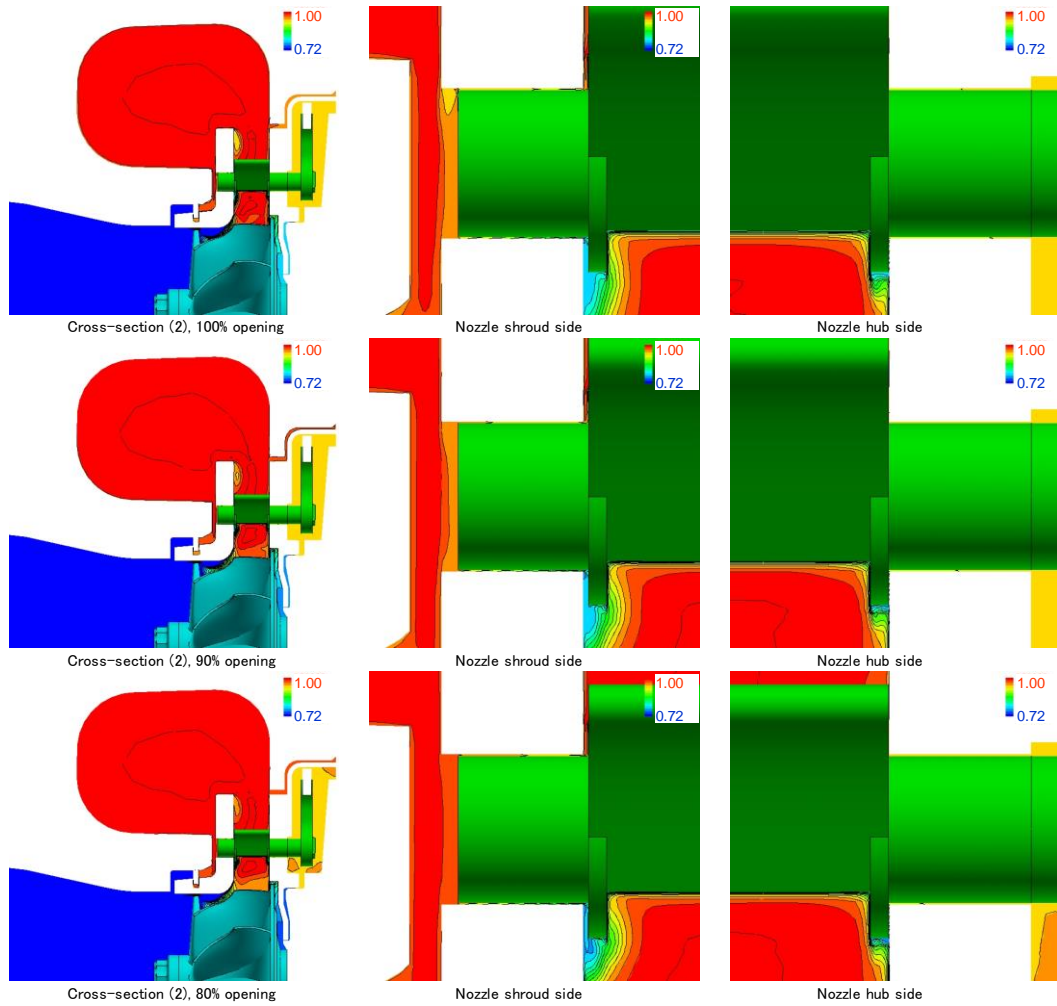 1.00
0.72
1.00
0.72
1.00
0.72
Cross-section (2), 100% opening
Nozzle shroud side
Nozzle hub side
1.00
0.72
1.00
0.72
1.00
0.72
Cross-section (2), 90% opening
Nozzle shroud side
Nozzle hub side
1.00
0.72
1.00
0.72
1.00
0.72
Cross-section (2), 80% opening
Nozzle shroud side
Nozzle hub side